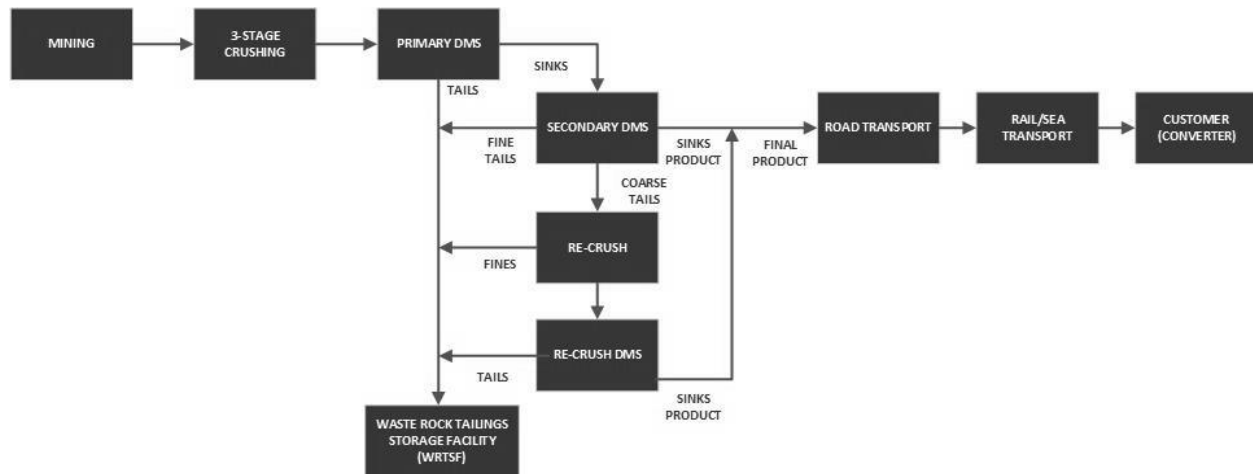 MINING
3-STAGE
CRUSHING
PRIMARY DMS
SINKS
TAILS
SECONDARY DMS
FINE
TAILS
SINKS
PRODUCT
FINAL
PRODUCT
ROAD TRANSPORT
RAIL/SEA
TRANSPORT
CUSTOMER
(CONVERTER)
COARSE
TAILS
RE-CRUSH
FINES
RE-CRUSH DMS
TAILS
SINKS
PRODUCT
WASTE ROCK TAILINGS
STORAGE FACILITY
(WRTSF)